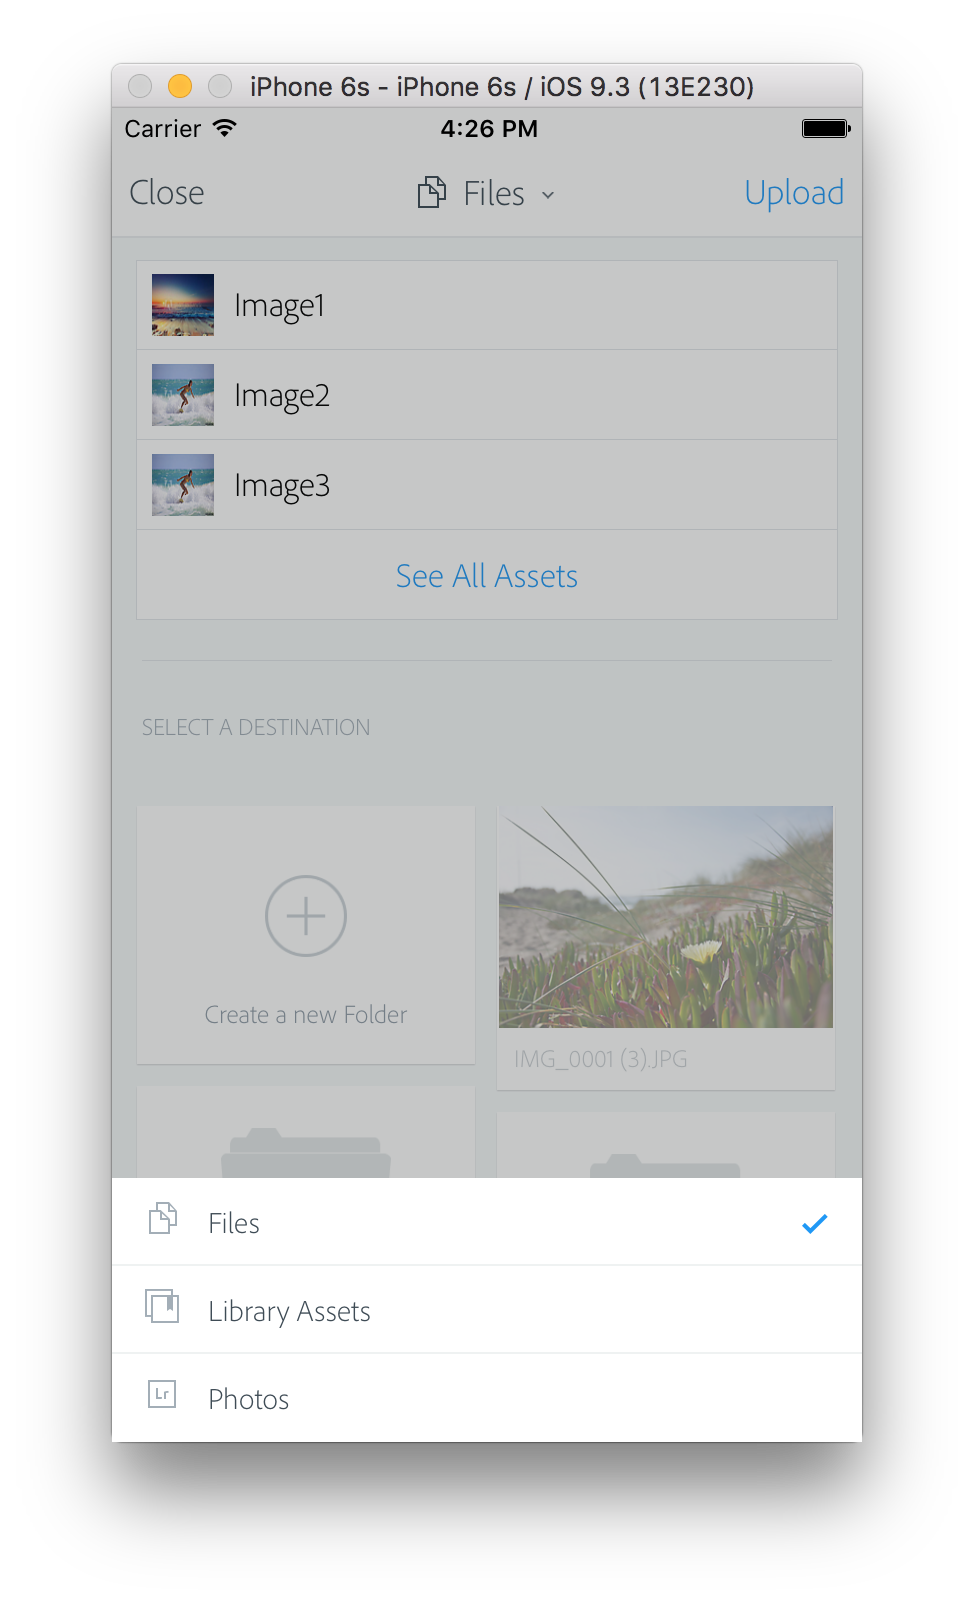 iPhone 6s - iPhone 6s / iOS 9.3 (13E230)
Carrier 4:26 PM
Close Files Upload
Image1
Image2
Image3
See All Assets
SELECT A DESTINATION
Create a new Folder
IMG_0001 (3).JPG
Files
Library Assets
Lr Photos